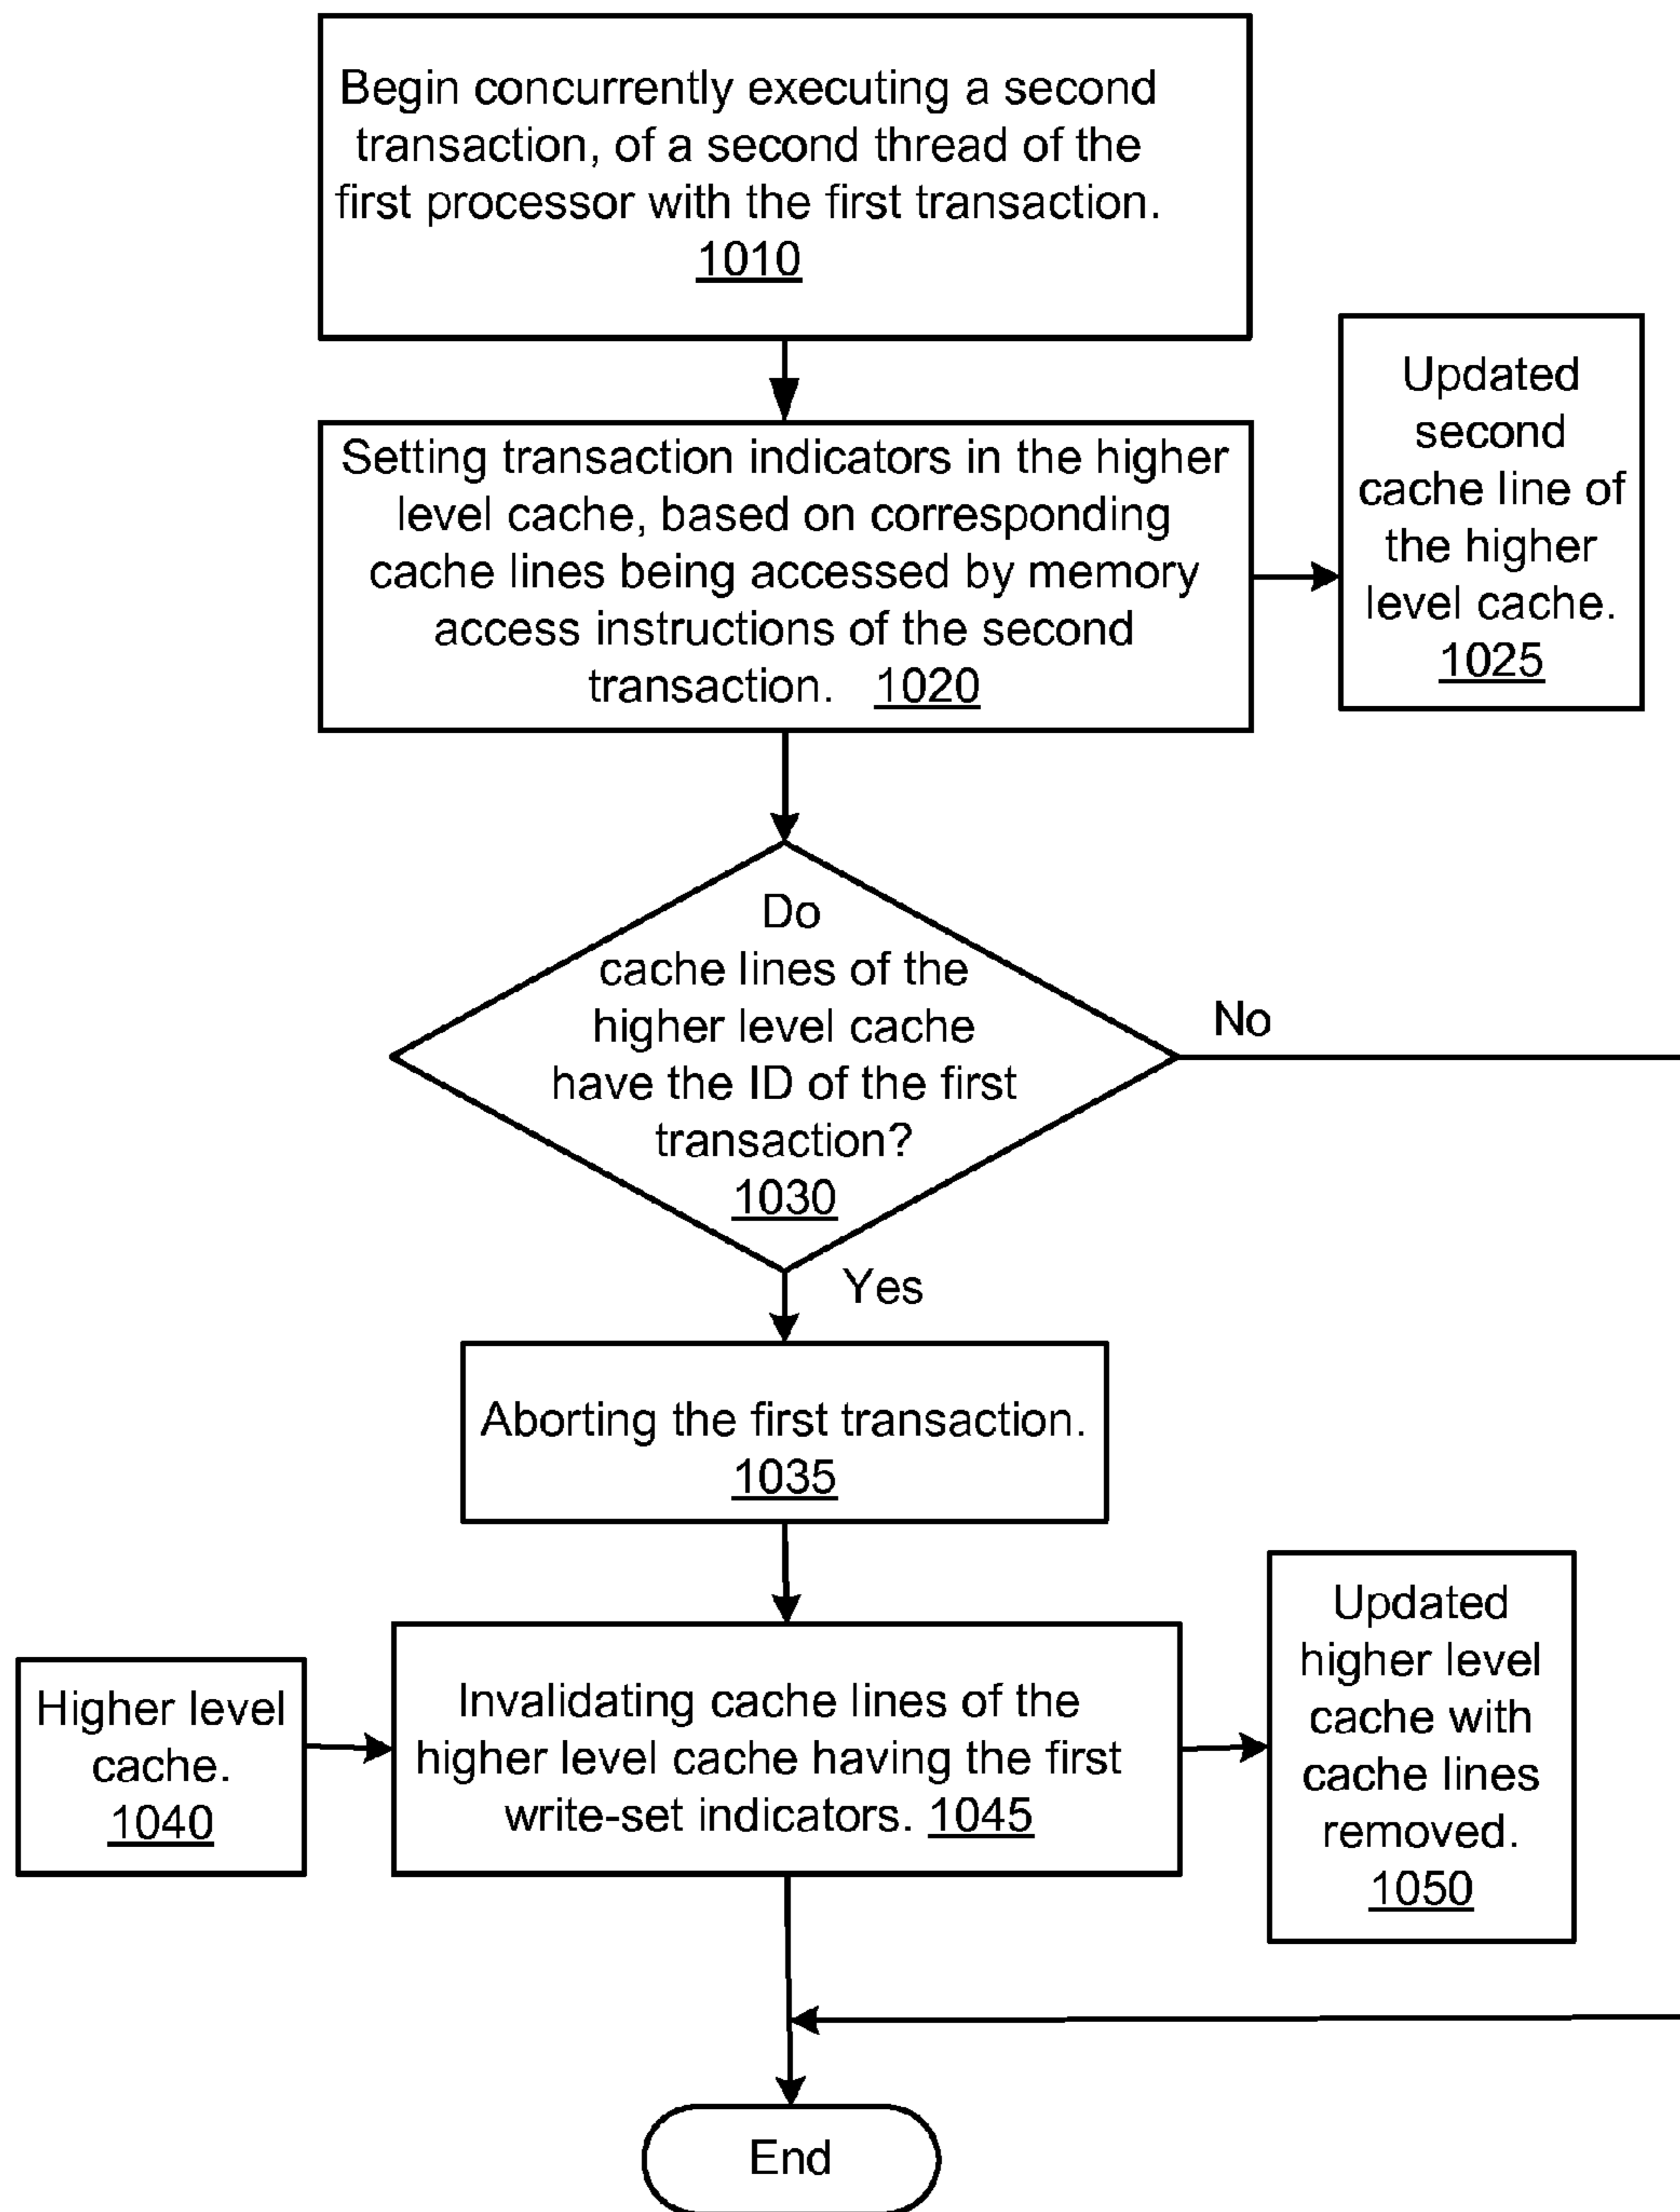 Begin concurrently executing a second
transaction, of a second thread of the
first processor with the first transaction.
1010
Setting transaction indicators in the higher
level cache, based on corresponding
cache lines being accessed by memory
access instructions of the second
transaction. 1020
Updated
second
cache line of
the higher
level cache.
1025
Do
cache lines of the
higher level cache
have the ID of the first
transaction?
1030
No
Yes
Aborting the first transaction.
1035
Higher level
cache.
1040
Invalidating cache lines of the
higher level cache having the first
write-set indicators. 1045
Updated
higher level
cache with
cache lines
removed.
1050
End